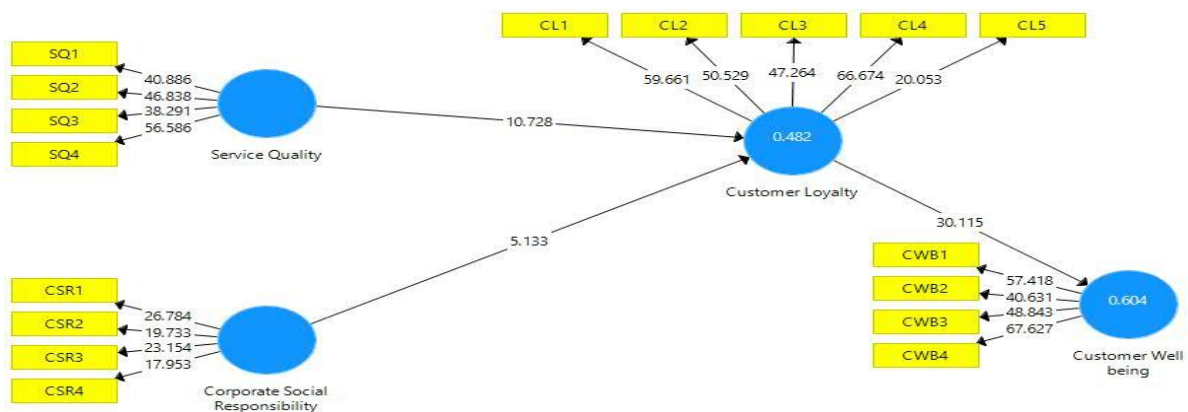 CL1
CL2
CL3
CL4
CL5
59.661
50.529
47.264
66.674
20.053
SQ1
SQ2
SQ3
SQ4
40.886
46.838
38.291
56.586
Service Quality
10.728
0.482
Customer Loyalty
5.133
30.115
CSR1
CSR2
CSR3
CSR4
26.784
19.733
23.154
17.953
Corporate Social
Responsibility
CWB1
CWB2
CWB3
CWB4
57.418
40.631
48.843
67.627
0.604
Customer Well
being